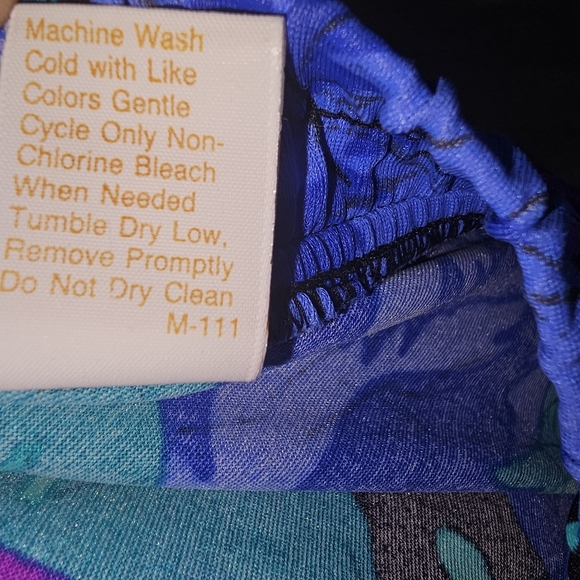 Machine Wash
Cold with Like
Colors Gentle
Cycle Only Non-
Chlorine Bleach
When Needed
Tumble Dry Low,
Remove Promptly
Do Not Dry Clean
M-111